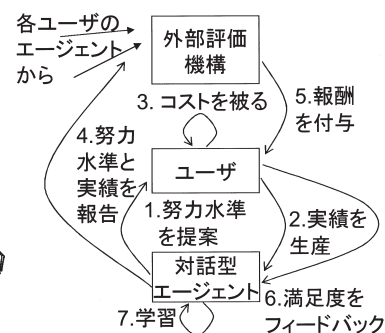 各ユーザの
エージェント
から
外部評価
機構
3. コストを被る
5.報酬
を付与
4.努力
水準と
実績を
報告
ユーザ
1.努力水準
を提案
2.実績を
生産
対話型
エージェント
6.満足度を
フィードバック
7.学習